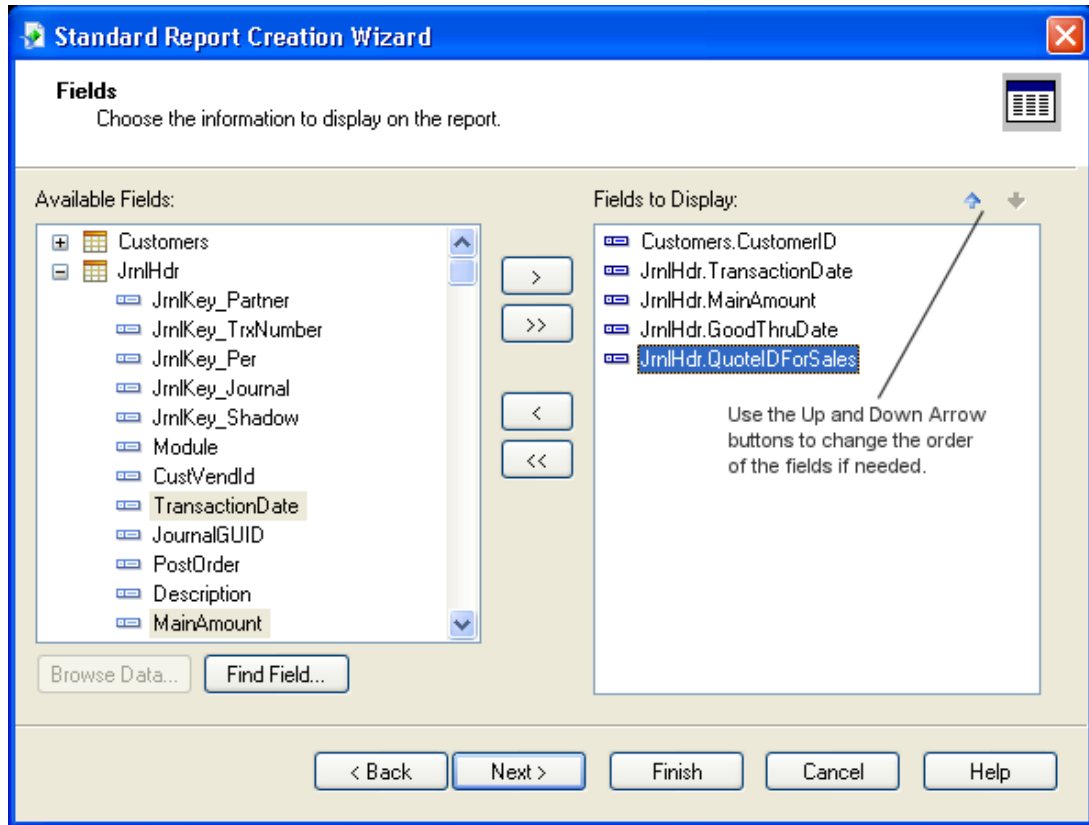 Standard Report Creation Wizard
Fields
Choose the information to display on the report.
Available Fields:
Customers
JrnlHdr
JrnlKey_Partner
JrnlKey_TrxNumber
JrnlKey_Per
JrnlKey_Journal
JrnlKey_Shadow
Module
CustVendId
TransactionDate
JournalGUID
PostOrder
Description
MainAmount
Browse Data...
Find Field...
>
>>
<
<<
Fields to Display:
Customers.CustomerID
JrnlHdr.TransactionDate
JrnlHdr.MainAmount
JrnlHdr.GoodThruDate
JrnlHdr.QuoteIDForSales
Use the Up and Down Arrow
buttons to change the order
of the fields if needed.
< Back
Next >
Finish
Cancel
Help